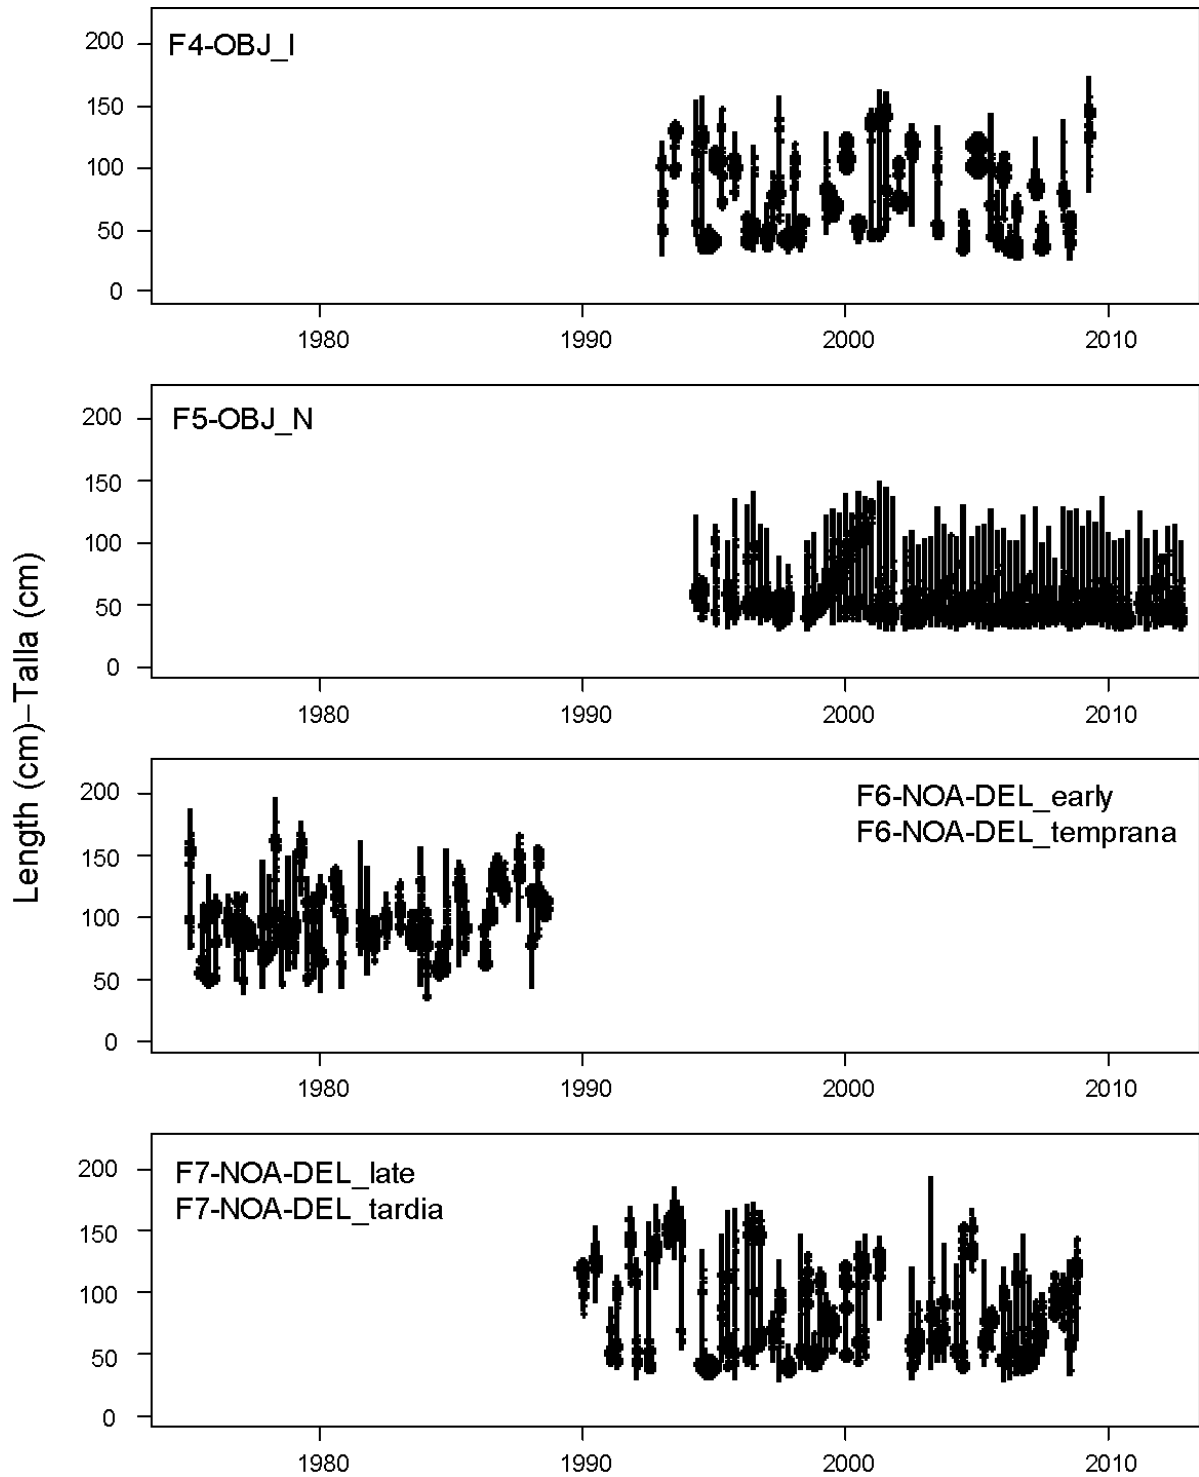 F4-OBJ_I
200
150
100
50
0
1980 1990 2000 2010
F5-OBJ_N
200
150
100
50
0
1980 1990 2000 2010
Length (cm)–Talla (cm)
F6-NOA-DEL_early
F6-NOA-DEL_temprana
200
150
100
50
0
1980 1990 2000 2010
F7-NOA-DEL_late
F7-NOA-DEL_tardia
200
150
100
50
0
1980 1990 2000 2010